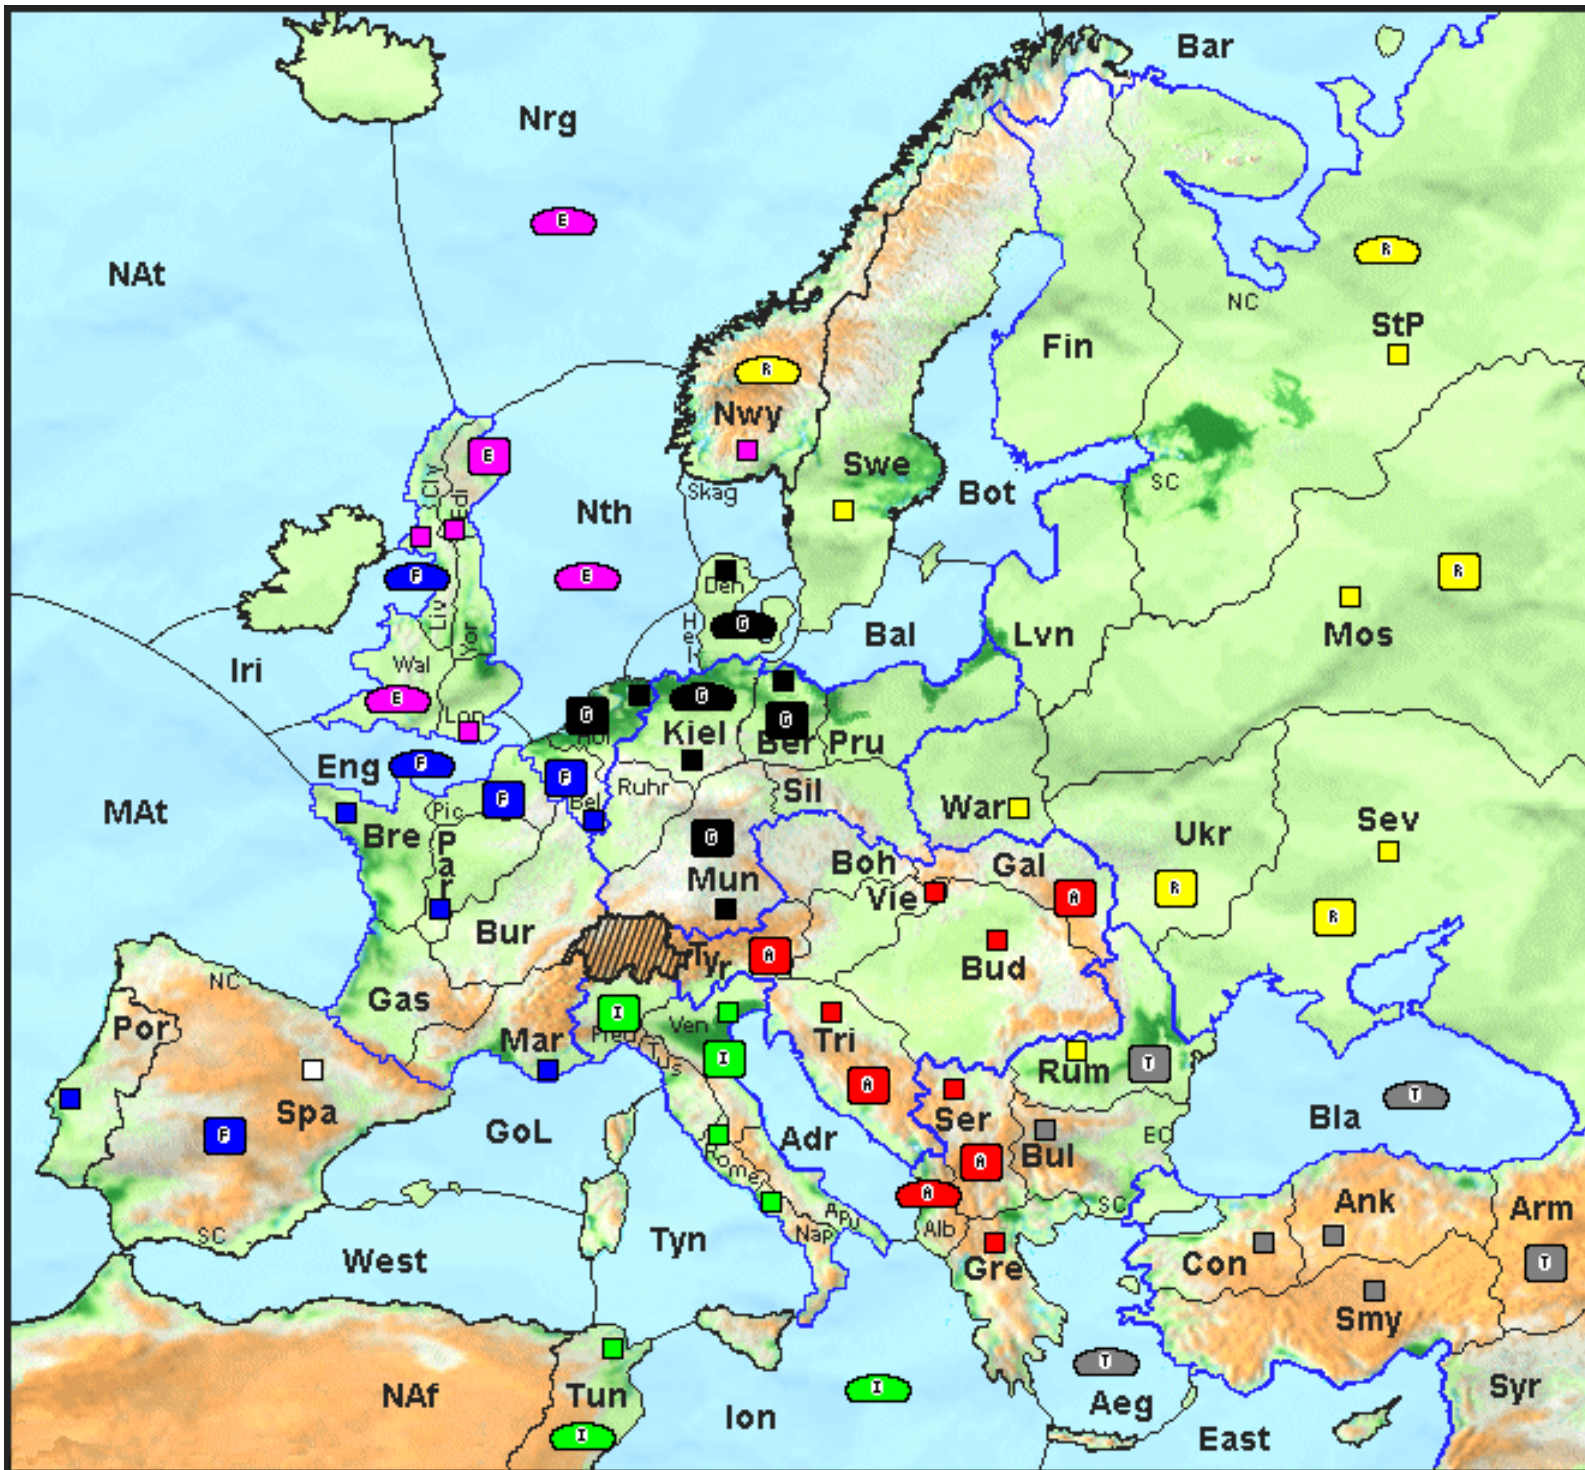 Bar
Nrg
E
R
NAt
NC
StP
Fin
R
Nwy
E
Cly
Edl
Swe
SC
Skag
Bot
Nth
R
F
E
Den
Liv
Yor
G
Hel
Bal
Lvn
Mos
Iri
Wal
E
G
G
G
Lon
Hol
Kiel
Ber
Pru
Eng
F
F
F
Bel
Ruhr
Sil
War
MAt
Pic
Bre
Par
G
Ukr
Sev
Boh
Gal
Mun
Vie
A
R
R
Bur
Tyr
A
Bud
NC
Gas
Por
I
Pied
Ven
Mar
Tri
I
Tus
Rum
T
A
Spa
Ser
T
GoL
Bla
F
Adr
Bul
EC
Rome
A
A
Ank
Arm
SC
Apu
SC
Alb
Nap
Tyn
West
Gre
Con
T
Smy
T
NAf
Tun
I
Syr
Aeg
Ion
East
I